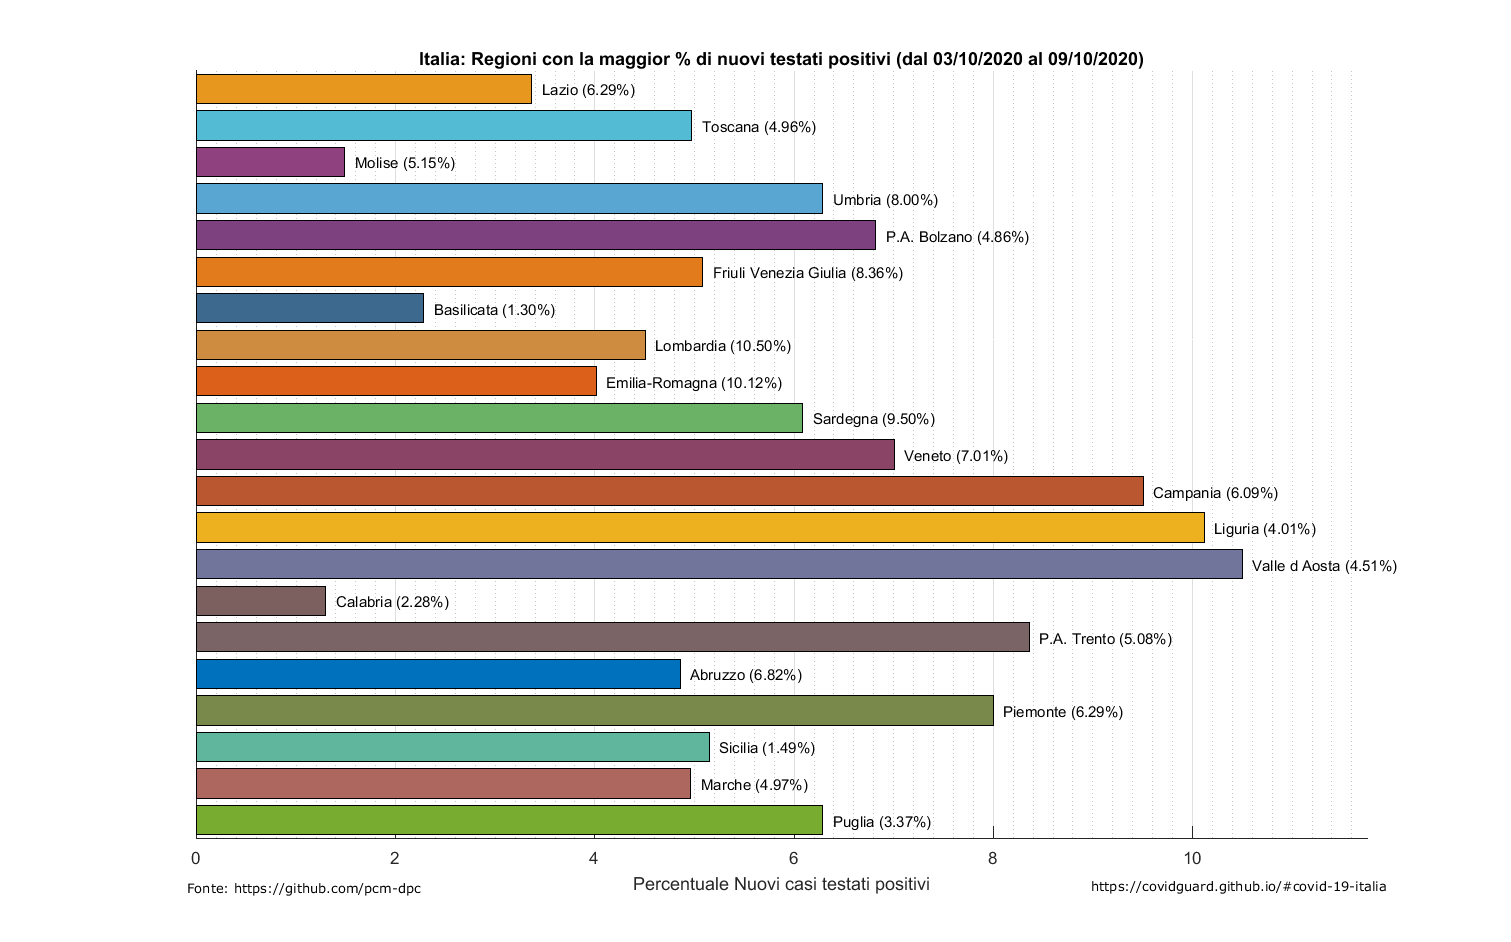 Italia: Regioni con la maggior % di nuovi testati positivi (dal 03/10/2020 al 09/10/2020)
Lazio (6.29%)
Toscana (4.96%)
Molise (5.15%)
Umbria (8.00%)
P.A. Bolzano (4.86%)
Friuli Venezia Giulia (8.36%)
Basilicata (1.30%)
Lombardia (10.50%)
Emilia-Romagna (10.12%)
Sardegna (9.50%)
Veneto (7.01%)
Campania (6.09%)
Liguria (4.01%)
Valle d Aosta (4.51%)
Calabria (2.28%)
P.A. Trento (5.08%)
Abruzzo (6.82%)
Piemonte (6.29%)
Sicilia (1.49%)
Marche (4.97%)
Puglia (3.37%)
0 2 4 6 8 10
Percentuale Nuovi casi testati positivi
Fonte: https://github.com/pcm-dpc
https://covidguard.github.io/#covid-19-italia